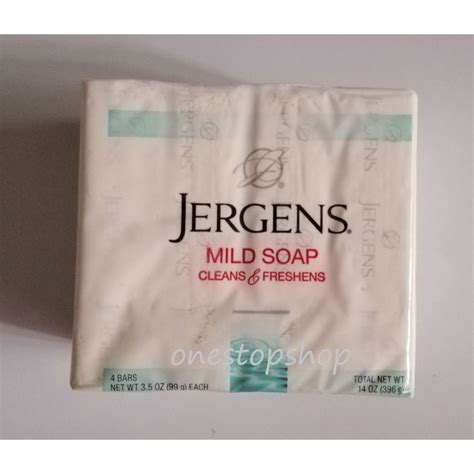 JERGENS®
MILD SOAP
CLEANS & FRESHENS
onestopshop
4 BARS
NET WT 3.5 OZ (99 g) EACH
TOTAL NET WT
14 OZ (396 g)